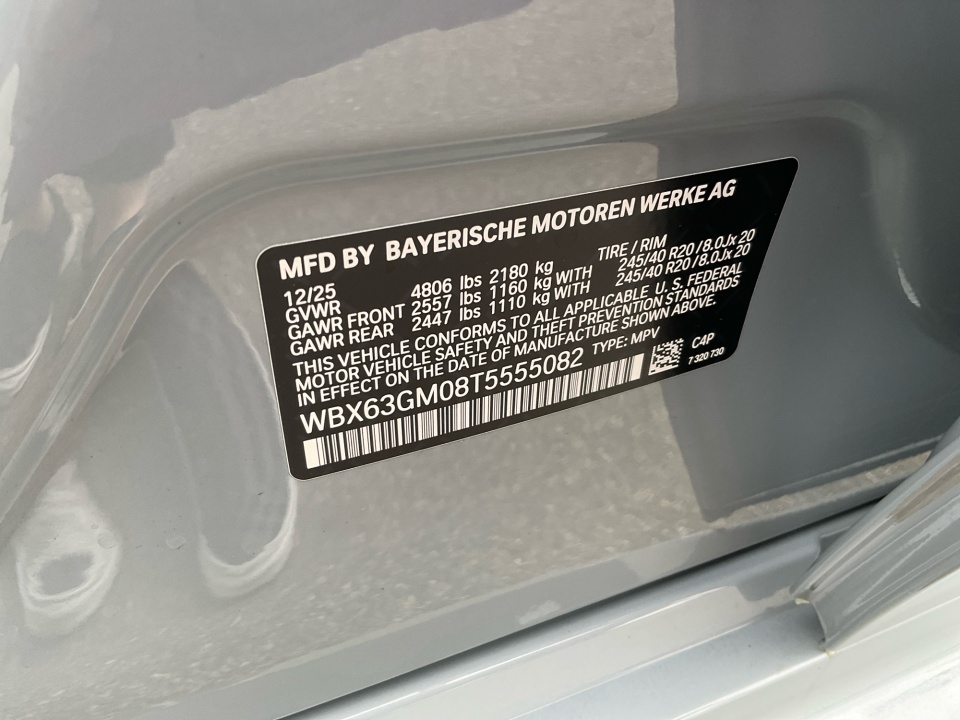 MFD BY BAYERISCHE MOTOREN WERKE AG
12/25 TIRE / RIM
GVWR 4806 lbs 2180 kg
GAWR FRONT 2557 lbs 1160 kg WITH 245/40 R20 / 8.0Jx 20
GAWR REAR 2447 lbs 1110 kg WITH 245/40 R20 / 8.0Jx 20
THIS VEHICLE CONFORMS TO ALL APPLICABLE U. S. FEDERAL
MOTOR VEHICLE SAFETY AND THEFT PREVENTION STANDARDS
IN EFFECT ON THE DATE OF MANUFACTURE SHOWN ABOVE.
WBX63GM08T5555082 TYPE: MPV
C4P
7 320 730